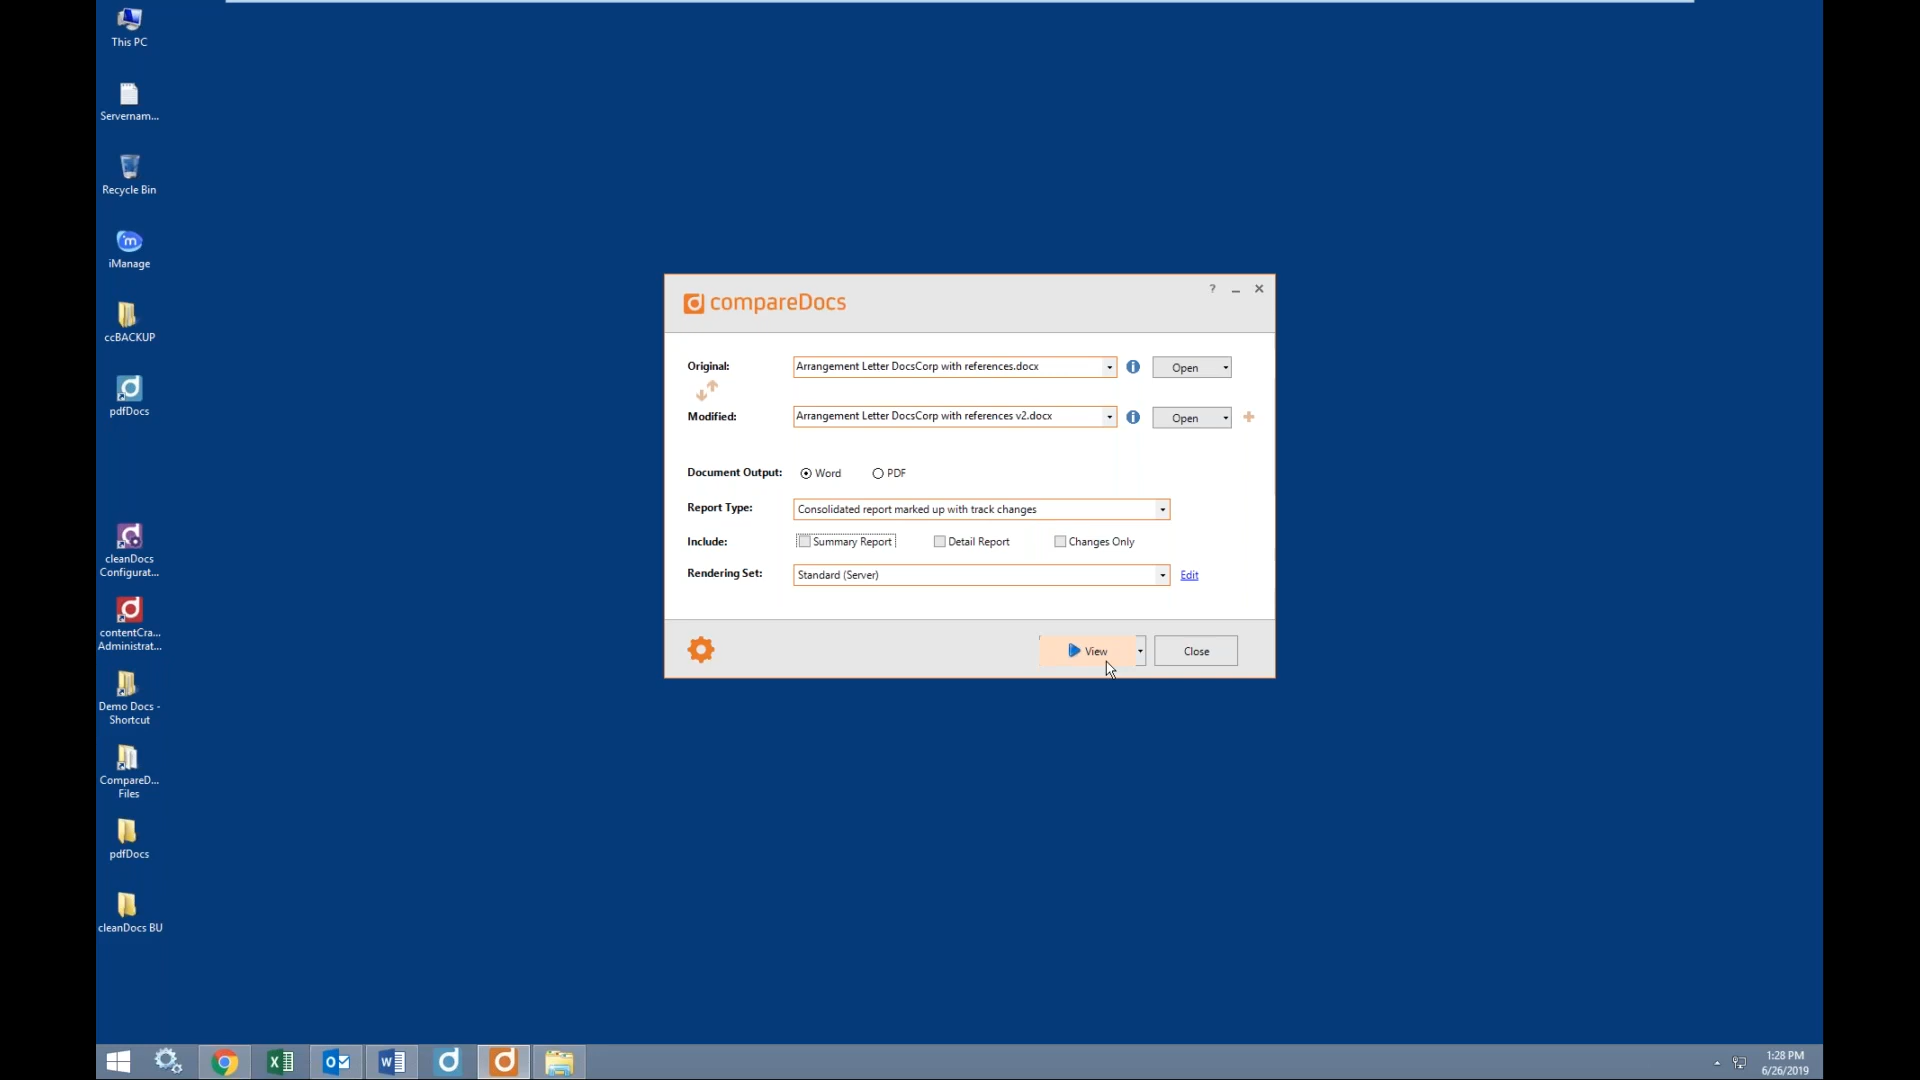 This PC
Servernam...
Recycle Bin
iManage
ccBACKUP
pdfDocs
cleanDocs
Configurat...
contentCra...
Administrat...
Demo Docs -
Shortcut
CompareD...
Files
pdfDocs
cleanDocs BU
compareDocs
?
Original:
Arrangement Letter DocsCorp with references.docx
Open
Modified:
Arrangement Letter DocsCorp with references v2.docx
Open
Document Output:
Word
PDF
Report Type:
Consolidated report marked up with track changes
Include:
Summary Report
Detail Report
Changes Only
Rendering Set:
Standard (Server)
Edit
View
Close
1:28 PM
6/26/2019